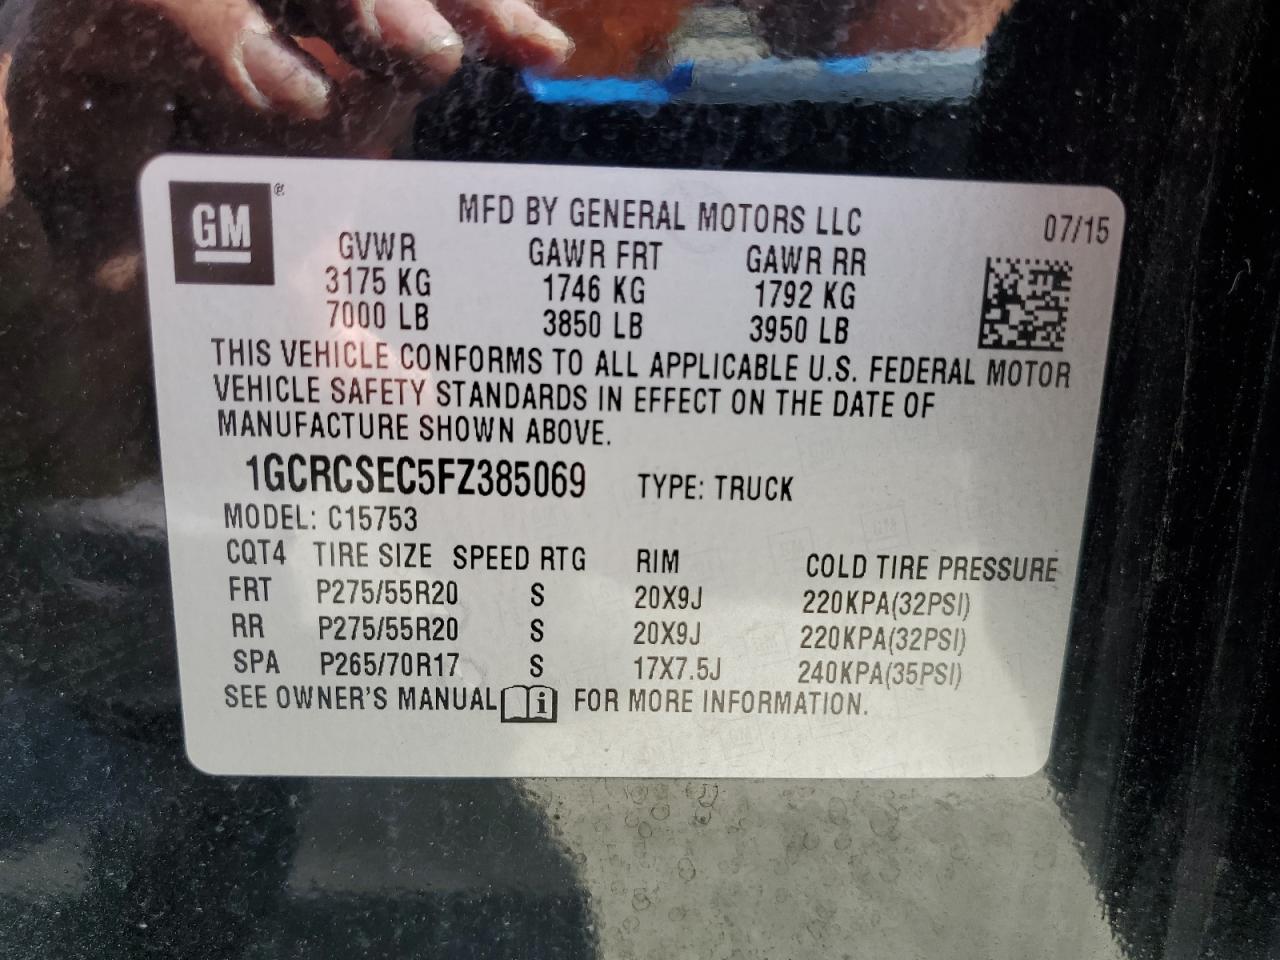 GM ®
MFD BY GENERAL MOTORS LLC 07/15
GVWR GAWR FRT GAWR RR
3175 KG 1746 KG 1792 KG
7000 LB 3850 LB 3950 LB
THIS VEHICLE CONFORMS TO ALL APPLICABLE U.S. FEDERAL MOTOR
VEHICLE SAFETY STANDARDS IN EFFECT ON THE DATE OF
MANUFACTURE SHOWN ABOVE.
1GCRCSEC5FZ385069 TYPE: TRUCK
MODEL: C15753
CQT4 TIRE SIZE SPEED RTG RIM COLD TIRE PRESSURE
FRT P275/55R20 S 20X9J 220KPA(32PSI)
RR P275/55R20 S 20X9J 220KPA(32PSI)
SPA P265/70R17 S 17X7.5J 240KPA(35PSI)
SEE OWNER'S MANUAL i FOR MORE INFORMATION.